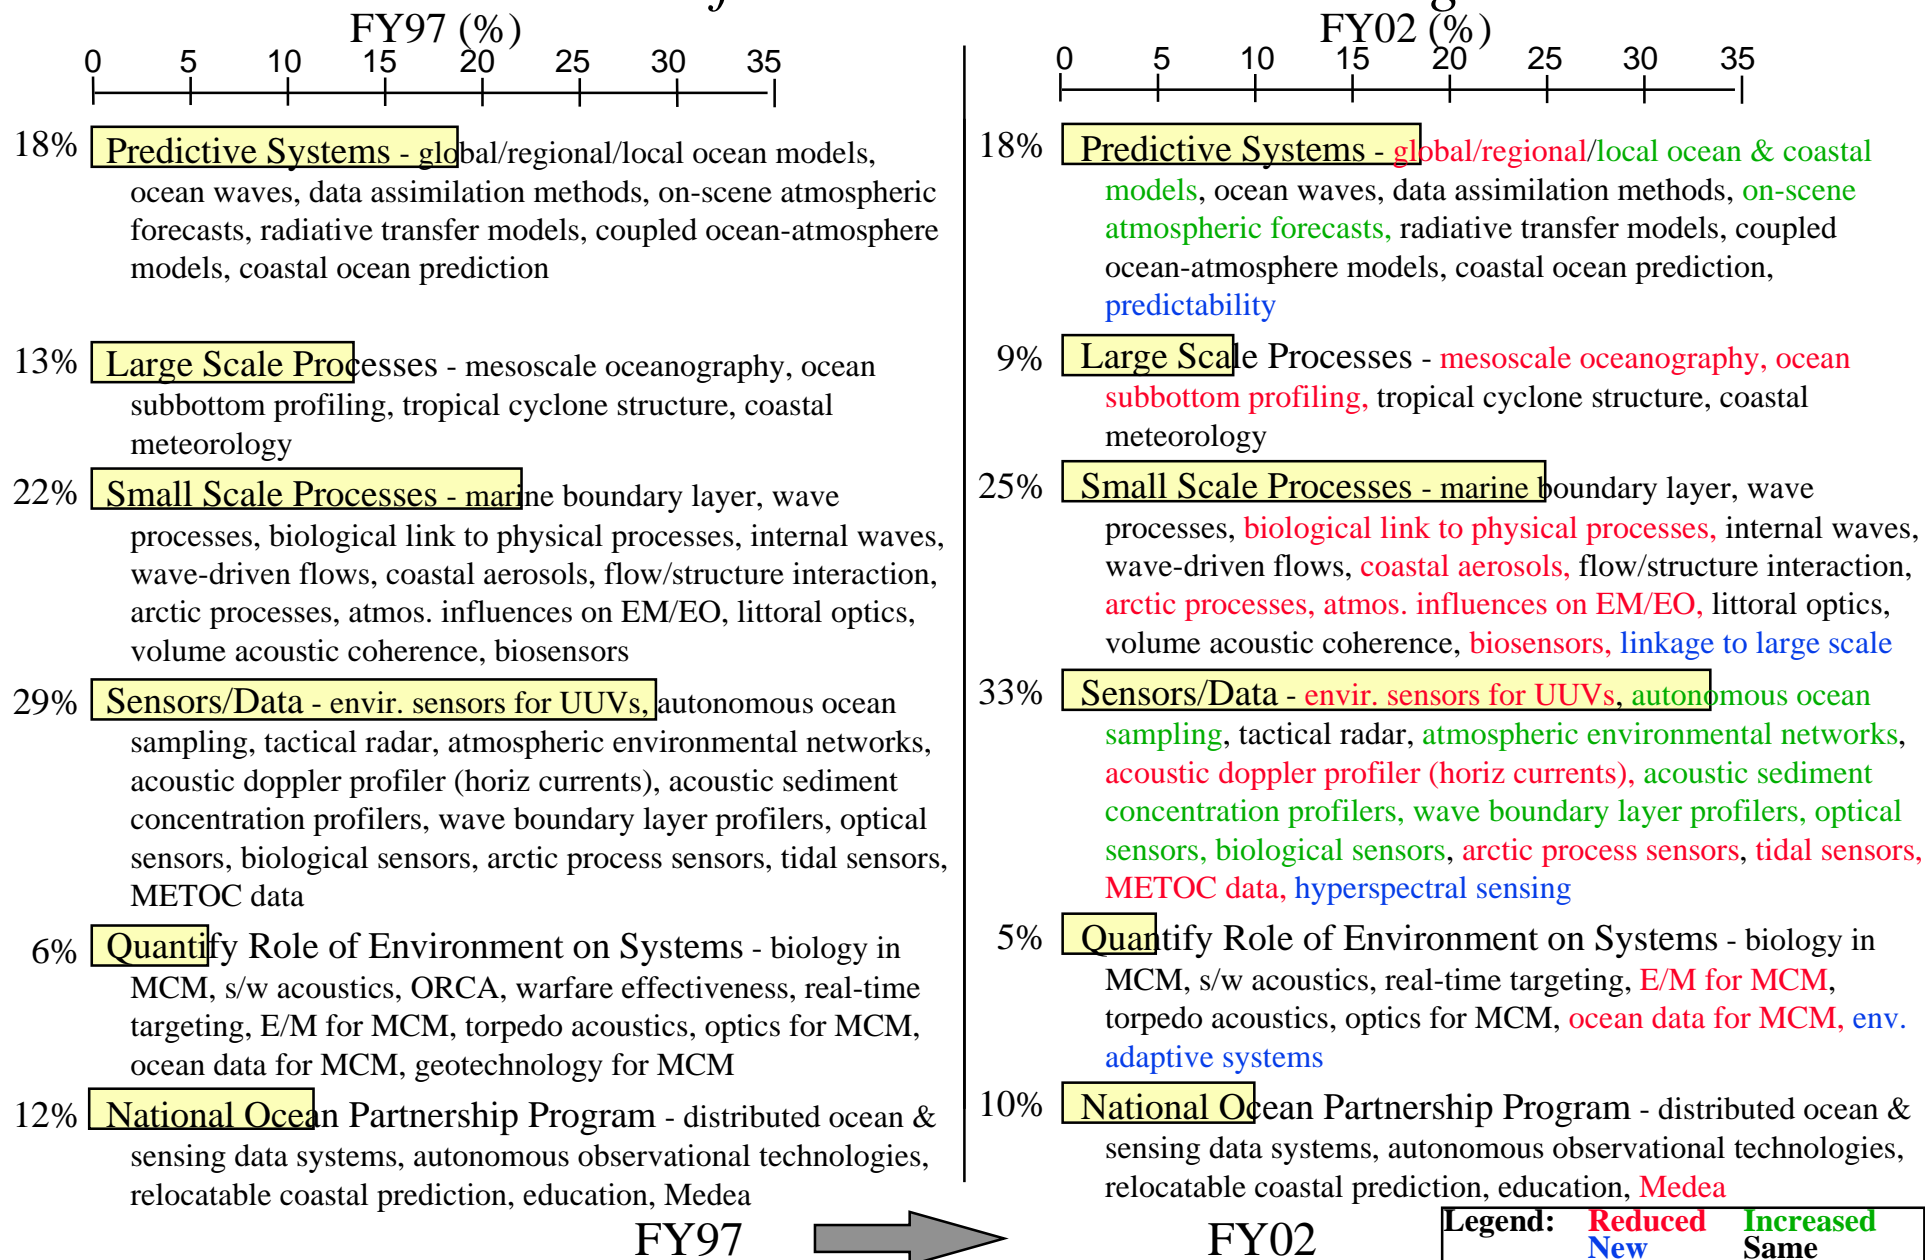 FY97 (%)
0 5 10 15 20 25 30 35
18% Predictive Systems - global/regional/local ocean models,
ocean waves, data assimilation methods, on-scene atmospheric
forecasts, radiative transfer models, coupled ocean-atmosphere
models, coastal ocean prediction
13% Large Scale Processes - mesoscale oceanography, ocean
subbottom profiling, tropical cyclone structure, coastal
meteorology
22% Small Scale Processes - marine boundary layer, wave
processes, biological link to physical processes, internal waves,
wave-driven flows, coastal aerosols, flow/structure interaction,
arctic processes, atmos. influences on EM/EO, littoral optics,
volume acoustic coherence, biosensors
29% Sensors/Data - envir. sensors for UUVs, autonomous ocean
sampling, tactical radar, atmospheric environmental networks,
acoustic doppler profiler (horiz currents), acoustic sediment
concentration profilers, wave boundary layer profilers, optical
sensors, biological sensors, arctic process sensors, tidal sensors,
METOC data
6% Quantify Role of Environment on Systems - biology in
MCM, s/w acoustics, ORCA, warfare effectiveness, real-time
targeting, E/M for MCM, torpedo acoustics, optics for MCM,
ocean data for MCM, geotechnology for MCM
12% National Ocean Partnership Program - distributed ocean &
sensing data systems, autonomous observational technologies,
relocatable coastal prediction, education, Medea
FY02 (%)
0 5 10 15 20 25 30 35
18% Predictive Systems - global/regional/local ocean & coastal
models, ocean waves, data assimilation methods, on-scene
atmospheric forecasts, radiative transfer models, coupled
ocean-atmosphere models, coastal ocean prediction,
predictability
9% Large Scale Processes - mesoscale oceanography, ocean
subbottom profiling, tropical cyclone structure, coastal
meteorology
25% Small Scale Processes - marine boundary layer, wave
processes, biological link to physical processes, internal waves,
wave-driven flows, coastal aerosols, flow/structure interaction,
arctic processes, atmos. influences on EM/EO, littoral optics,
volume acoustic coherence, biosensors, linkage to large scale
33% Sensors/Data - envir. sensors for UUVs, autonomous ocean
sampling, tactical radar, atmospheric environmental networks,
acoustic doppler profiler (horiz currents), acoustic sediment
concentration profilers, wave boundary layer profilers, optical
sensors, biological sensors, arctic process sensors, tidal sensors,
METOC data, hyperspectral sensing
5% Quantify Role of Environment on Systems - biology in
MCM, s/w acoustics, real-time targeting, E/M for MCM,
torpedo acoustics, optics for MCM, ocean data for MCM, env.
adaptive systems
10% National Ocean Partnership Program - distributed ocean &
sensing data systems, autonomous observational technologies,
relocatable coastal prediction, education, Medea
FY97 FY02
Legend: Reduced Increased
New Same